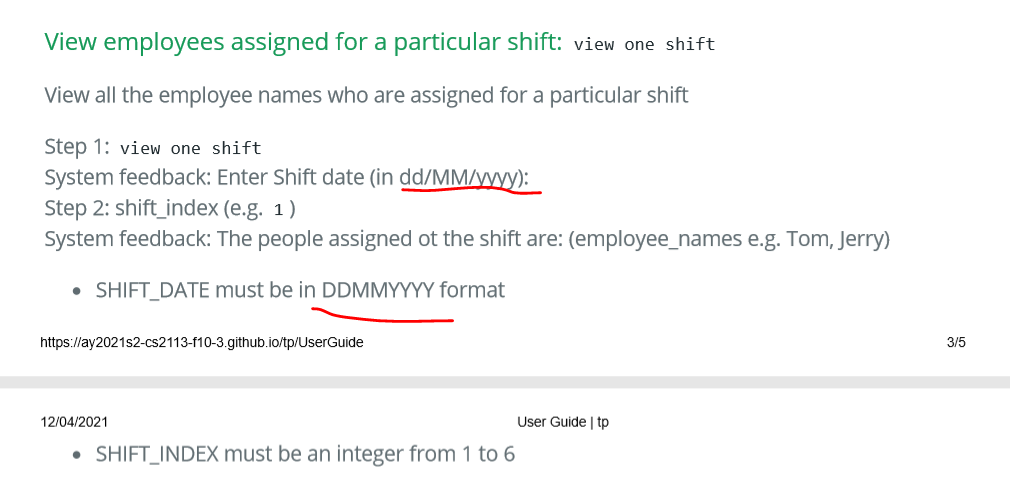 View employees assigned for a particular shift: view one shift
View all the employee names who are assigned for a particular shift
Step 1: view one shift
System feedback: Enter Shift date (in dd/MM/yyyy):
Step 2: shift_index (e.g. 1 )
System feedback: The people assigned ot the shift are: (employee_names e.g. Tom, Jerry)
• SHIFT_DATE must be in DDMMYYYY format
https://ay2021s2-cs2113-f10-3.github.io/tp/UserGuide 3/5
12/04/2021 User Guide | tp
• SHIFT_INDEX must be an integer from 1 to 6